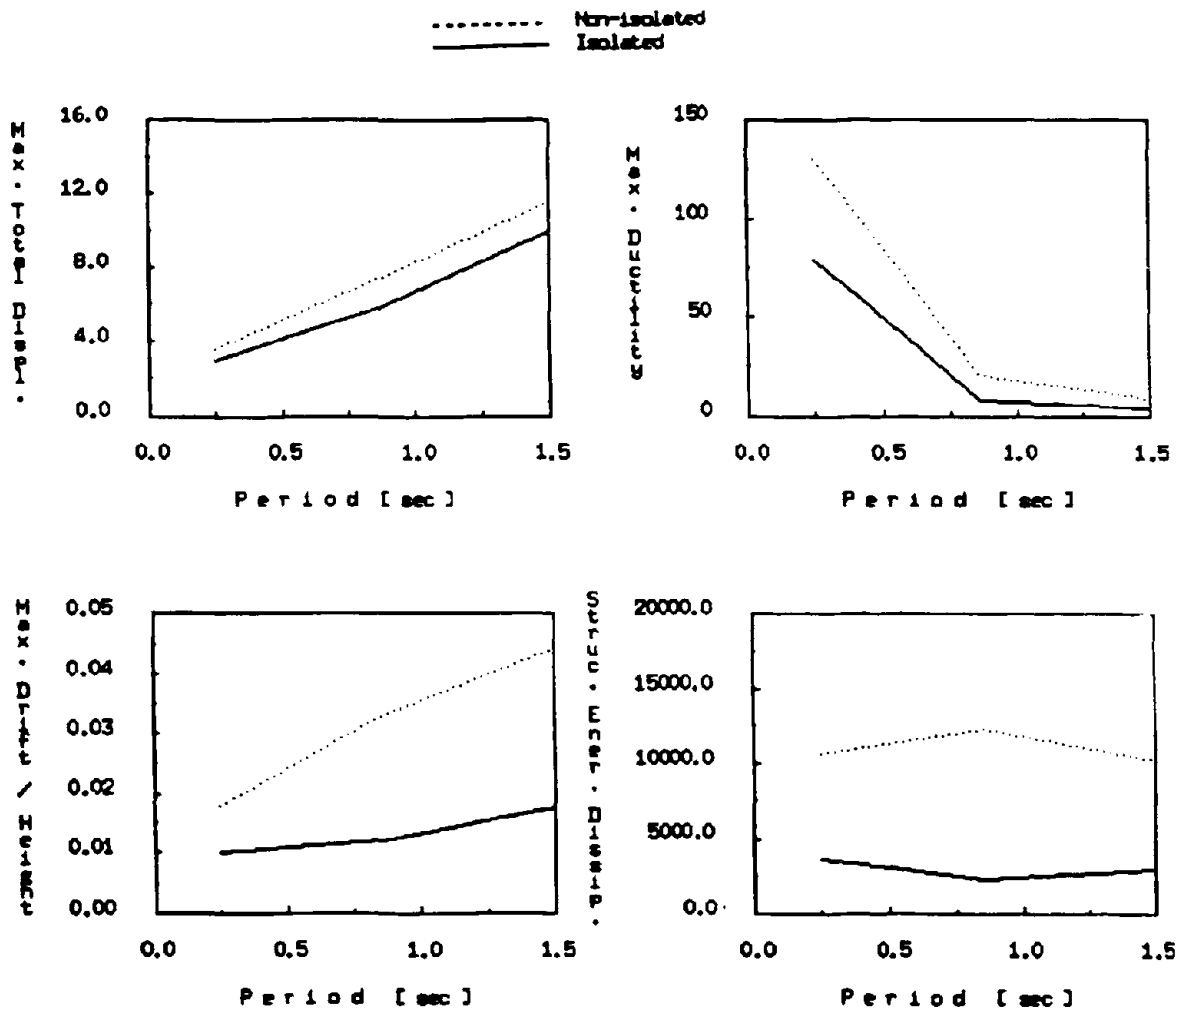 Non-isolated
Isolated
Max. Total Displ.
16.0
12.0
8.0
4.0
0.0
0.0 0.5 1.0 1.5
Period [sec]
Max. Ductility
150
100
50
0
0.0 0.5 1.0 1.5
Period [sec]
Max. Drift / Height
0.05
0.04
0.03
0.02
0.01
0.00
0.0 0.5 1.0 1.5
Period [sec]
Struc. Ener. Dissip.
20000.0
15000.0
10000.0
5000.0
0.0
0.0 0.5 1.0 1.5
Period [sec]